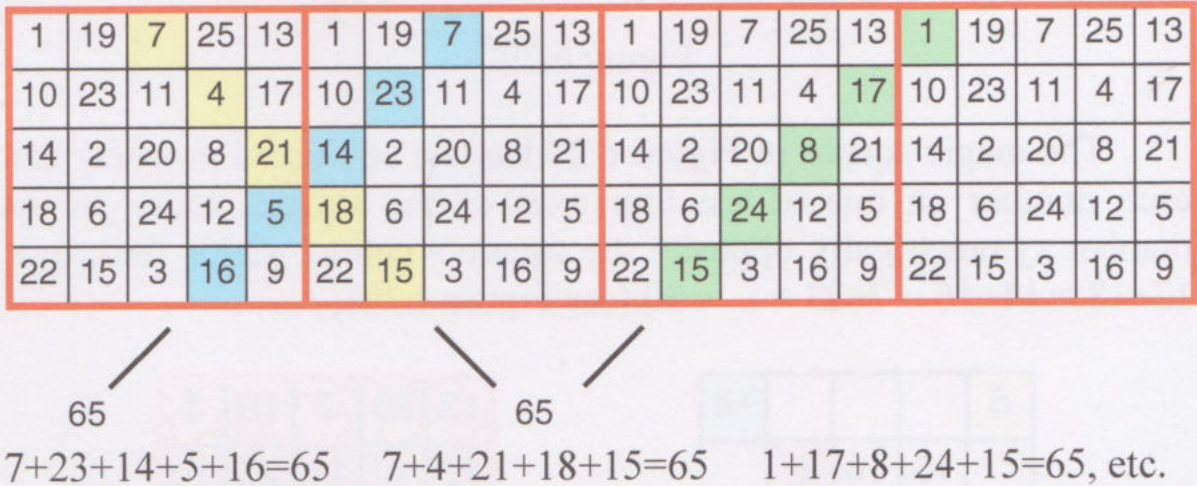 1 19 7 25 13 1 19 7 25 13 1 19 7 25 13 1 19 7 25 13
10 23 11 4 17 10 23 11 4 17 10 23 11 4 17 10 23 11 4 17
14 2 20 8 21 14 2 20 8 21 14 2 20 8 21 14 2 20 8 21
18 6 24 12 5 18 6 24 12 5 18 6 24 12 5 18 6 24 12 5
22 15 3 16 9 22 15 3 16 9 22 15 3 16 9 22 15 3 16 9
65 65
7+23+14+5+16=65 7+4+21+18+15=65 1+17+8+24+15=65, etc.